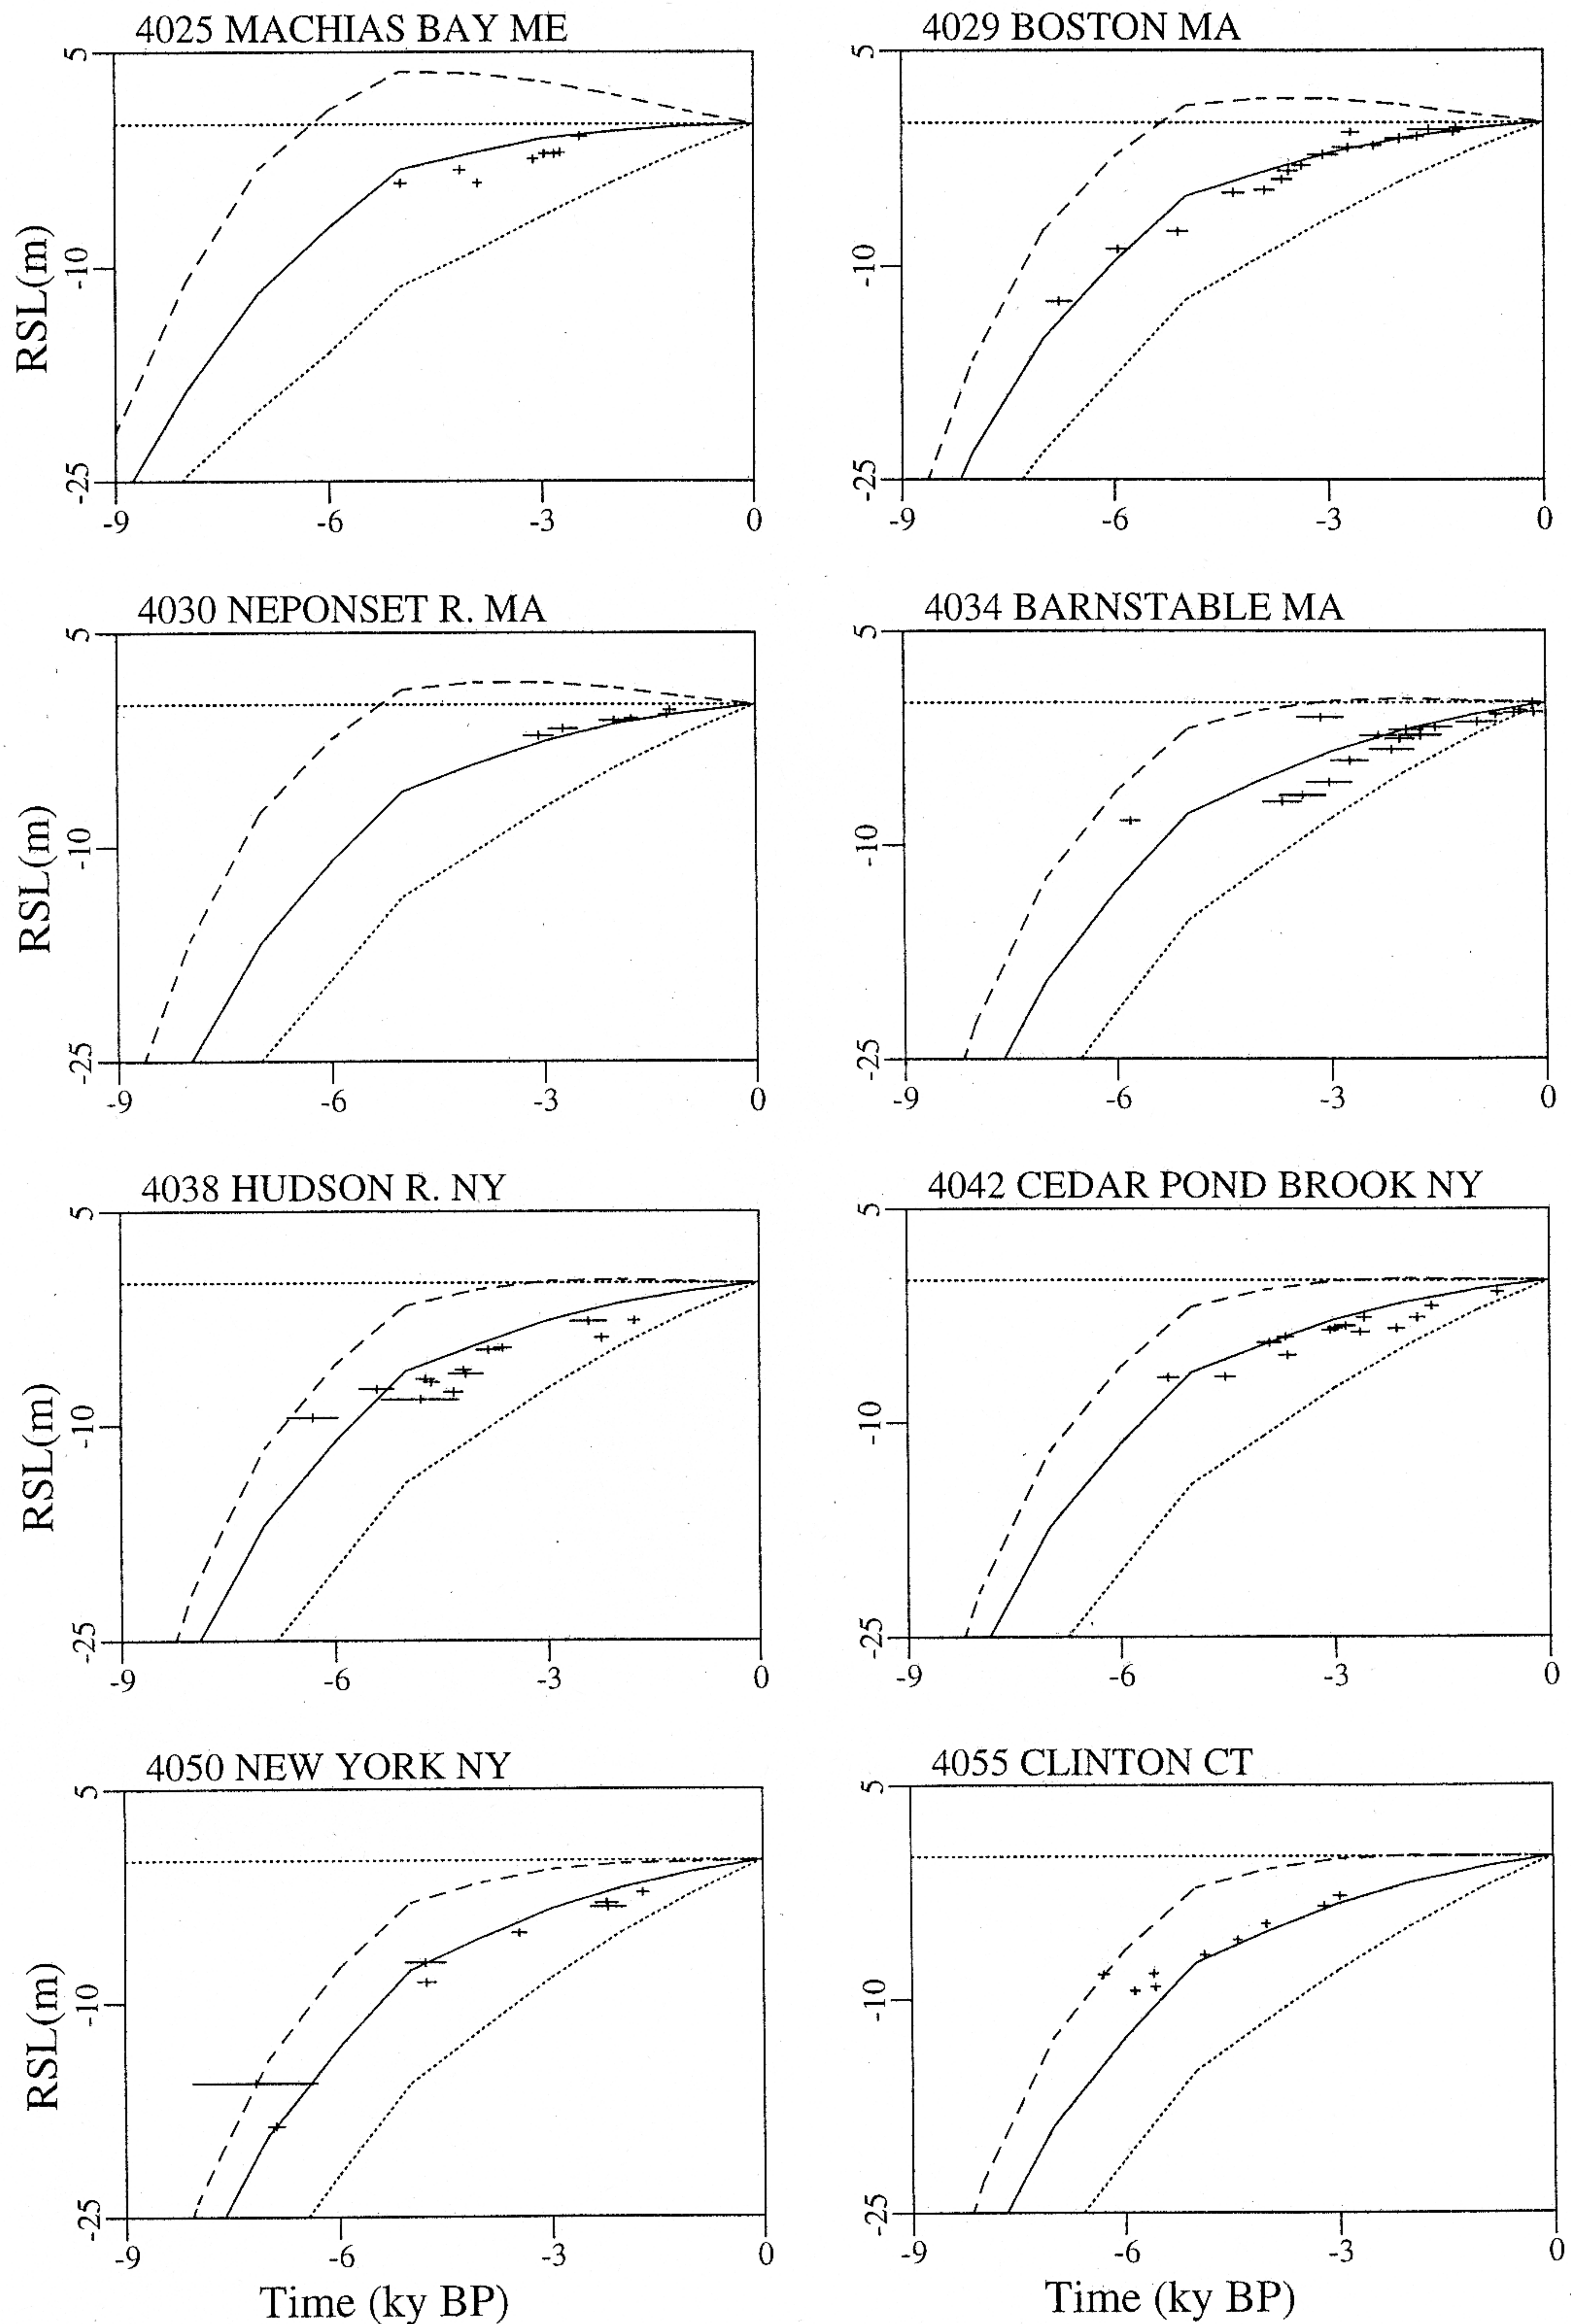 4025 MACHIAS BAY ME
5
-10
-25
RSL(m)
-9 -6 -3 0
4029 BOSTON MA
5
-10
-25
-9 -6 -3 0
4030 NEPONSET R. MA
5
-10
-25
RSL(m)
-9 -6 -3 0
4034 BARNSTABLE MA
5
-10
-25
-9 -6 -3 0
4038 HUDSON R. NY
5
-10
-25
RSL(m)
-9 -6 -3 0
4042 CEDAR POND BROOK NY
5
-10
-25
-9 -6 -3 0
4050 NEW YORK NY
5
-10
-25
RSL(m)
-9 -6 -3 0
Time (ky BP)
4055 CLINTON CT
5
-10
-25
-9 -6 -3 0
Time (ky BP)